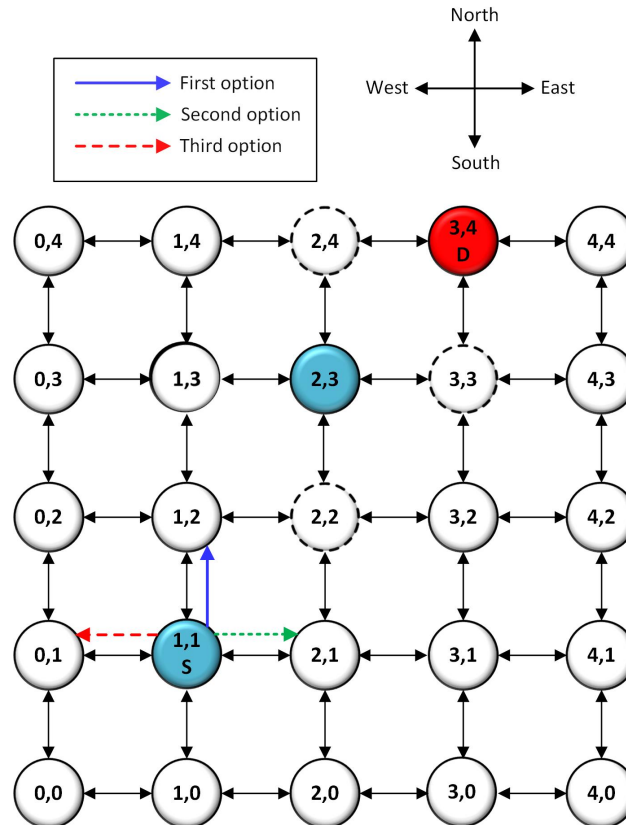 North
First option
West
East
Second option
Third option
South
0,4
1,4
2,4
3,4
D
4,4
0,3
1,3
2,3
3,3
4,3
0,2
1,2
2,2
3,2
4,2
0,1
1,1
S
2,1
3,1
4,1
0,0
1,0
2,0
3,0
4,0